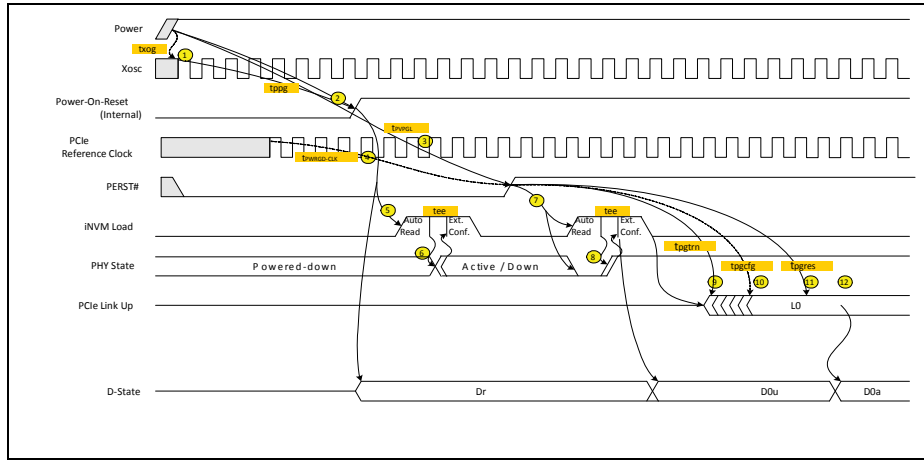 Power
txog
1
Xosc
tppg
2
Power-On-Reset
(Internal)
tPVPGL
3
PCIe
Reference Clock
tPWRGD-CLK
4
PERST#
5
tee
7
tee
iNVM Load
Auto Ext.
Read Conf.
Auto Ext.
Read Conf.
tpgtrn
6
8
PHY State
Powered-down
Active / Down
tpgcfg
tpgres
9
10
11
12
PCIe Link Up
L0
D-State
Dr
D0u
D0a